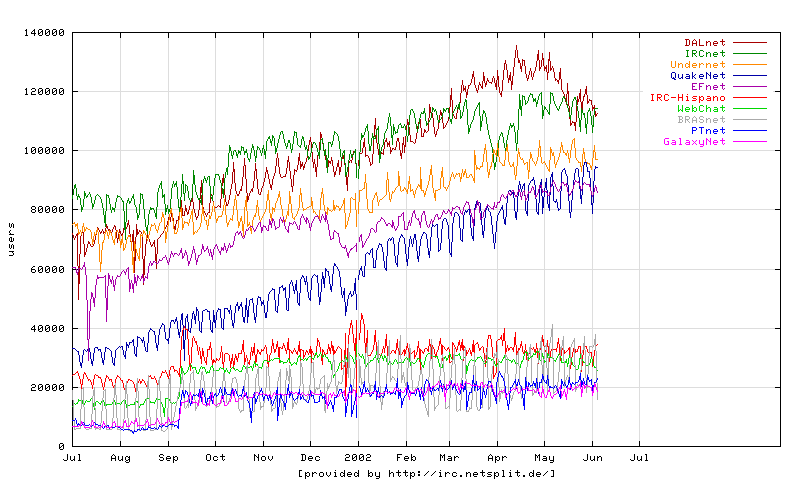 140000
120000
100000
80000
60000
40000
20000
0
users
DALnet
IRCnet
Undernet
QuakeNet
EFnet
IRC-Hispano
WebChat
BRASnet
PTnet
GalaxyNet
Jul Aug Sep Oct Nov Dec 2002 Feb Mar Apr May Jun Jul
[provided by http://irc.netsplit.de/]